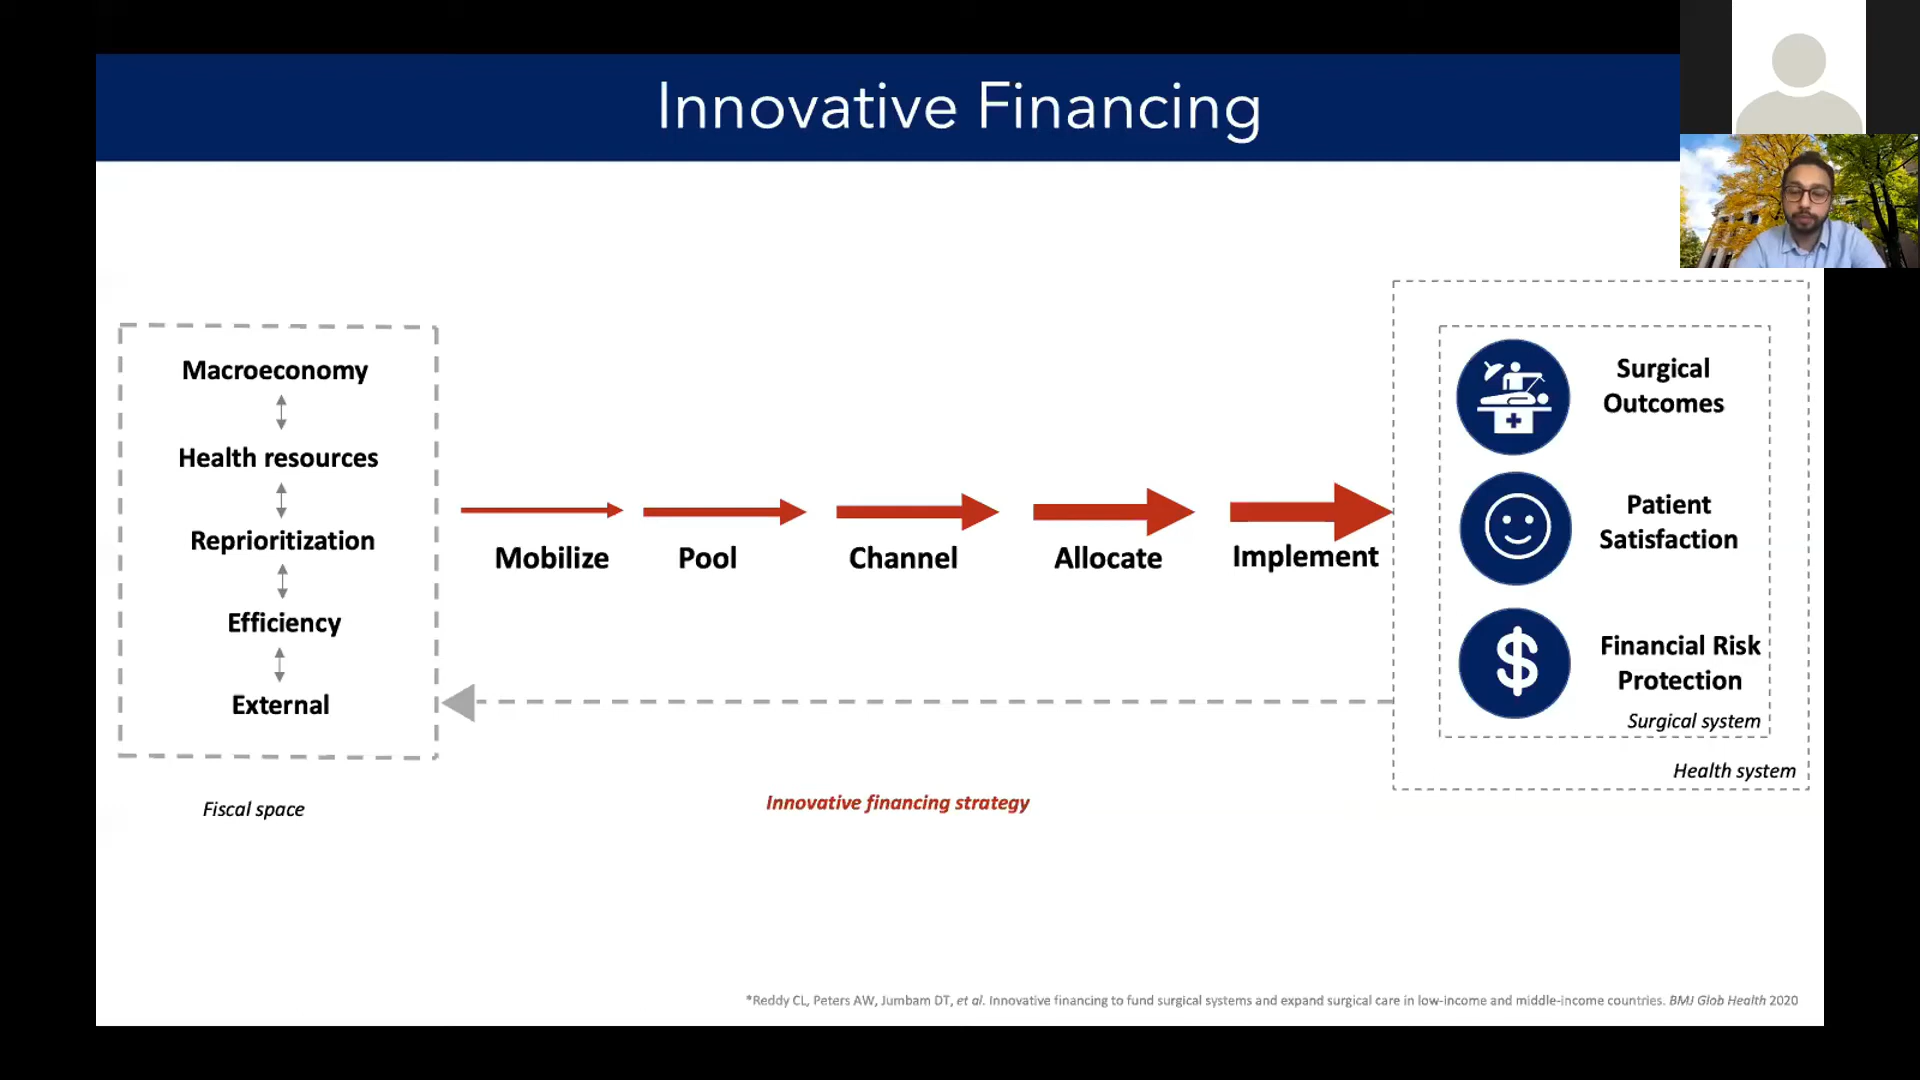 Innovative Financing
Macroeconomy
Health resources
Reprioritization
Efficiency
External
Fiscal space
Mobilize
Pool
Channel
Allocate
Implement
Innovative financing strategy
Surgical
Outcomes
Patient
Satisfaction
$
Financial Risk
Protection
Surgical system
Health system
*Reddy CL, Peters AW, Jumbam DT, et al. Innovative financing to fund surgical systems and expand surgical care in low-income and middle-income countries. BMJ Glob Health 2020